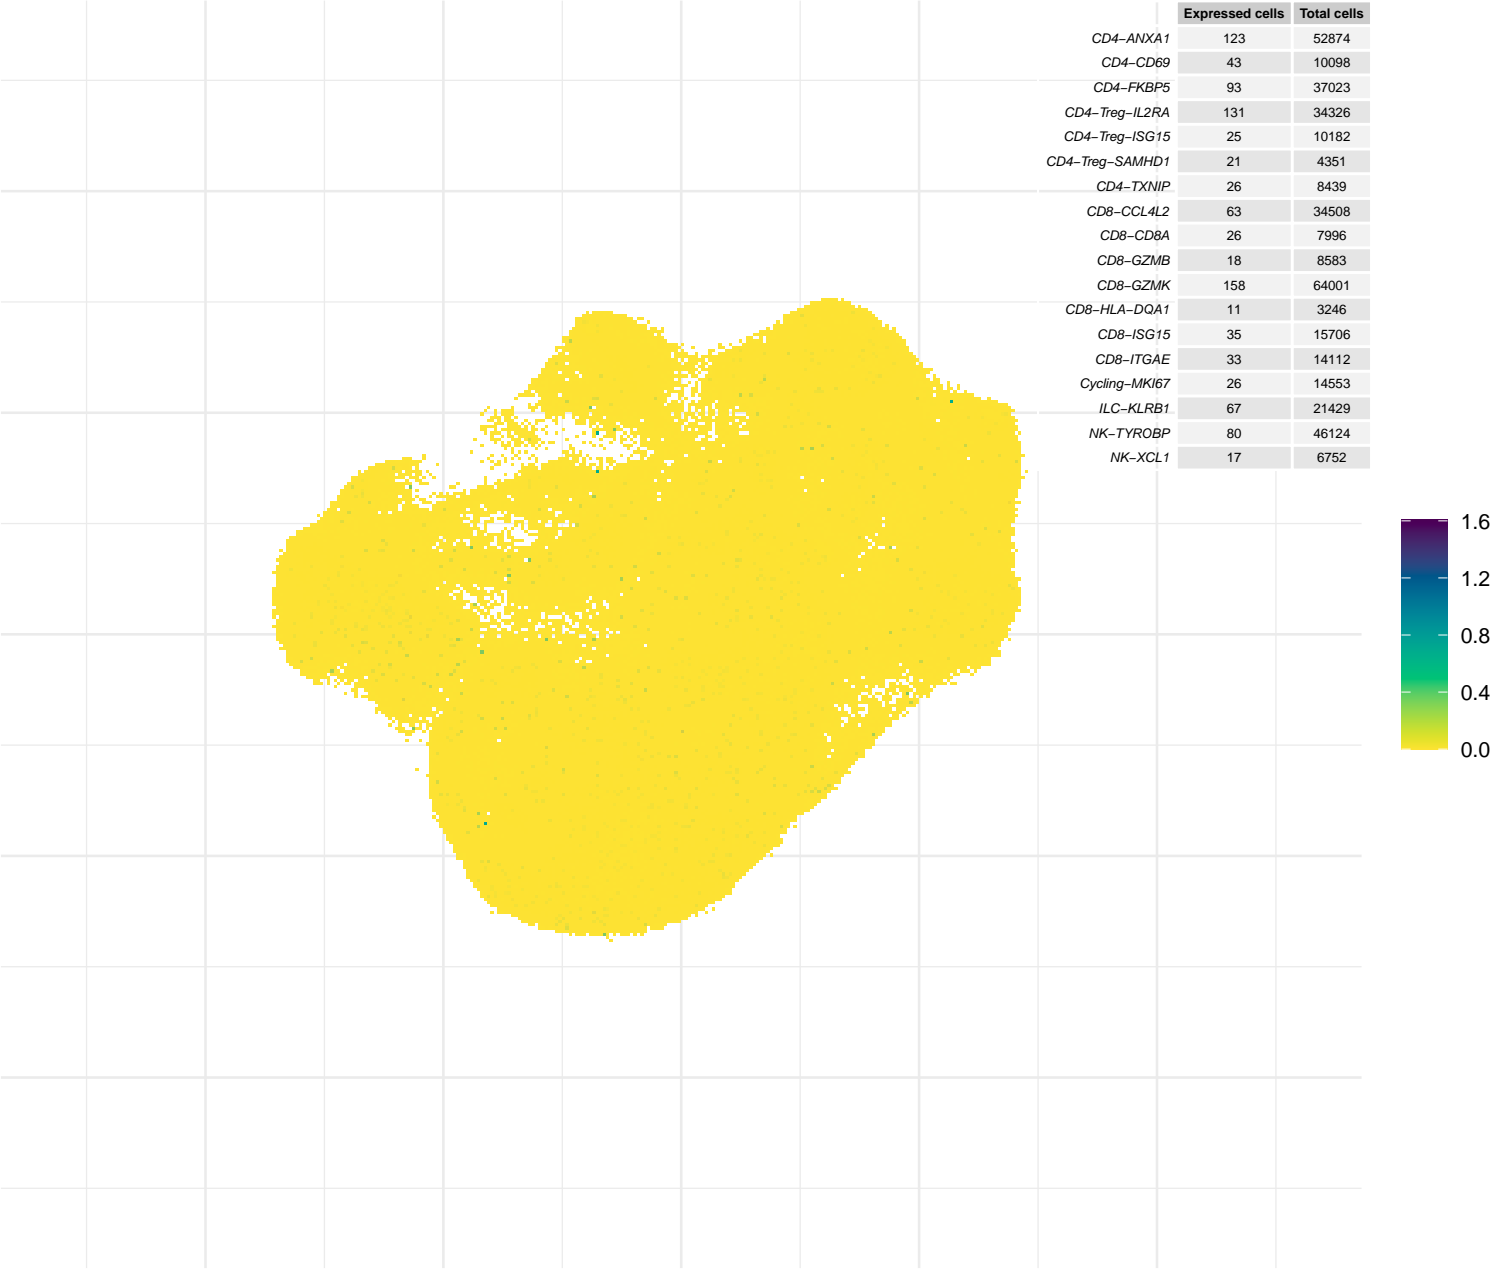 Expressed cells Total cells
CD4−ANXA1 123 52874
CD4−CD69 43 10098
CD4−FKBP5 93 37023
CD4−Treg−IL2RA 131 34326
CD4−Treg−ISG15 25 10182
CD4−Treg−SAMHD1 21 4351
CD4−TXNIP 26 8439
CD8−CCL4L2 63 34508
CD8−CD8A 26 7996
CD8−GZMB 18 8583
CD8−GZMK 158 64001
CD8−HLA−DQA1 11 3246
CD8−ISG15 35 15706
CD8−ITGAE 33 14112
Cycling−MKI67 26 14553
ILC−KLRB1 67 21429
NK−TYROBP 80 46124
NK−XCL1 17 6752
1.6
1.2
0.8
0.4
0.0